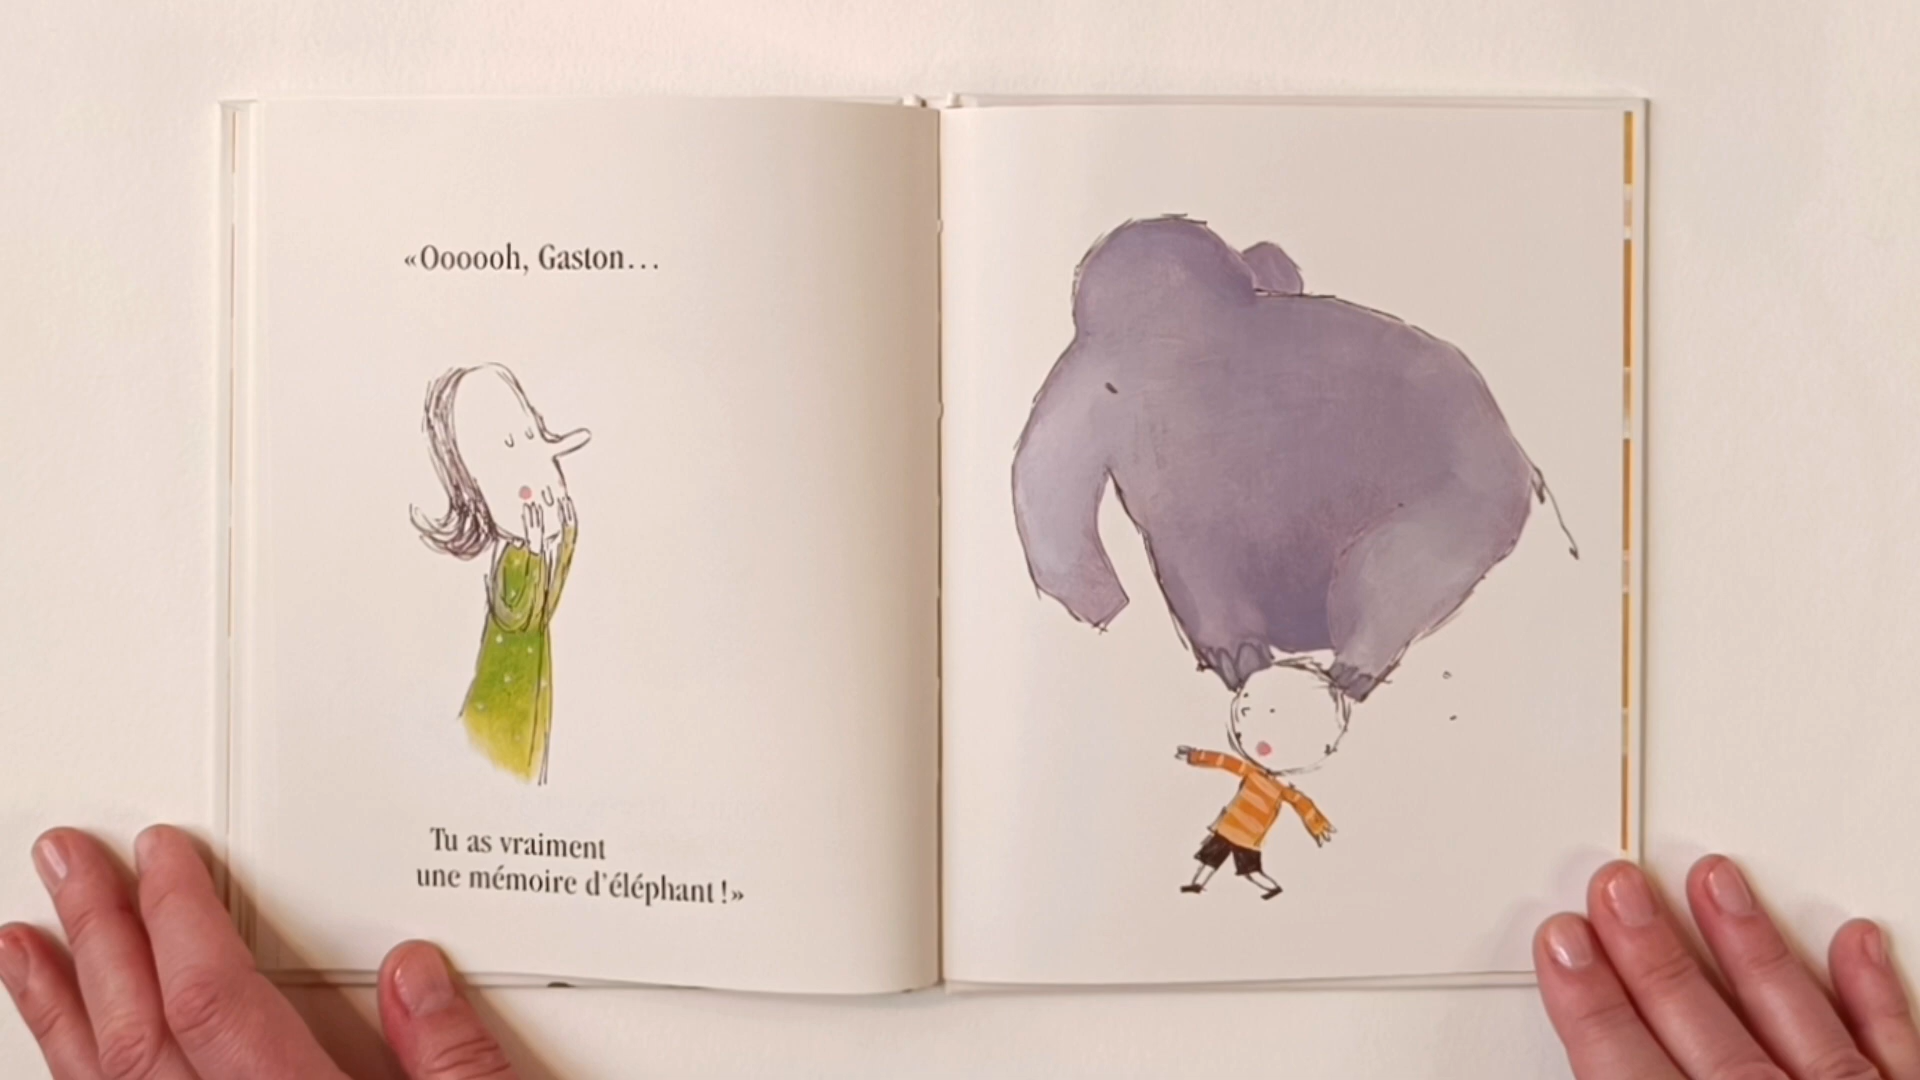 «Oooooh, Gaston...
Tu as vraiment
une mémoire d'éléphant !»